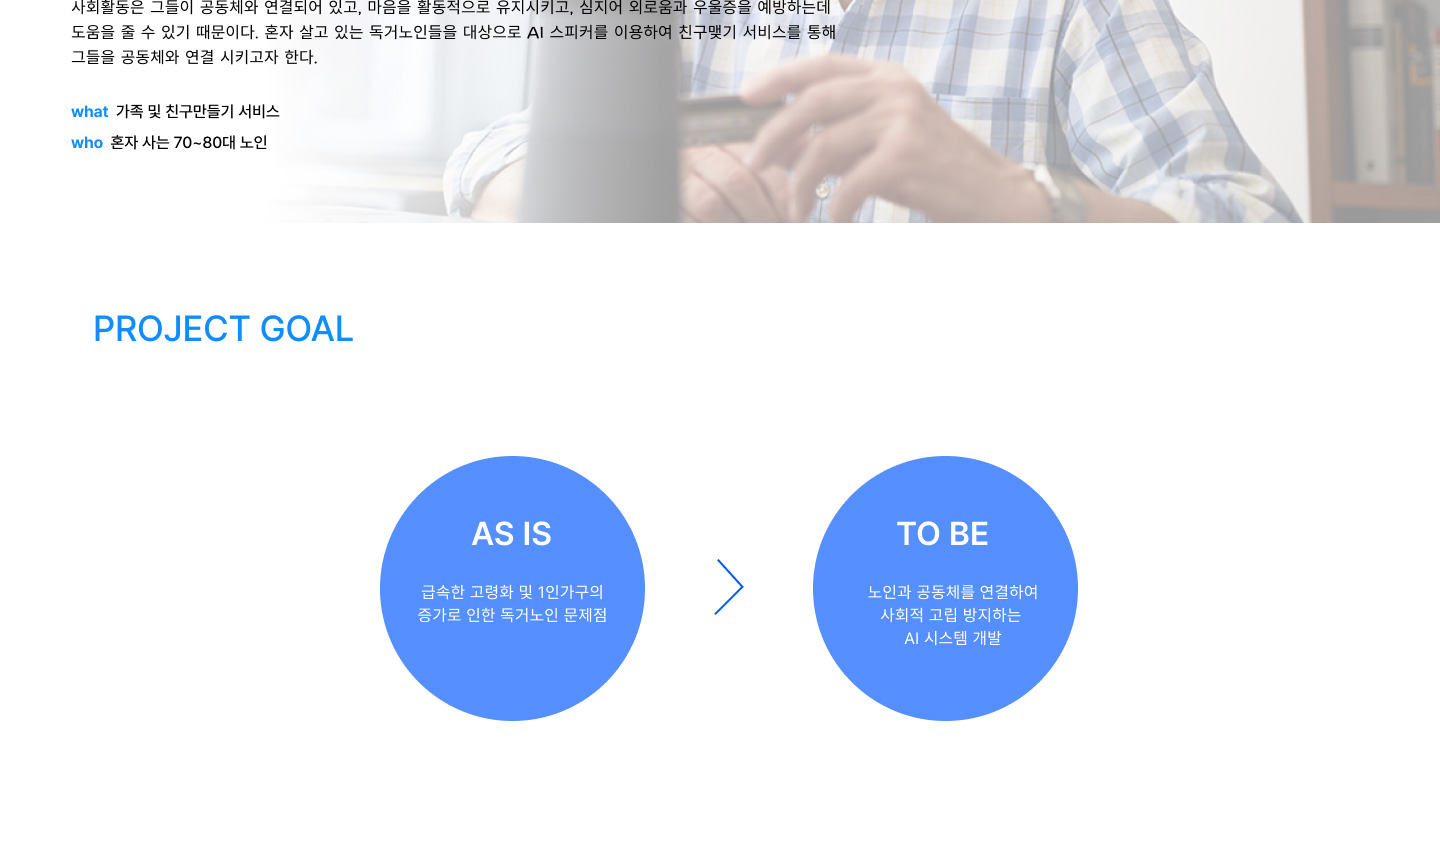 사회활동은 그들이 공동체와 연결되어 있고, 마음을 활동적으로 유지시키고, 심지어 외로움과 우울증을 예방하는데
도움을 줄 수 있기 때문이다. 혼자 살고 있는 독거노인들을 대상으로 AI 스피커를 이용하여 친구맺기 서비스를 통해
그들을 공동체와 연결 시키고자 한다.
what 가족 및 친구만들기 서비스
who 혼자 사는 70~80대 노인
PROJECT GOAL
AS IS
급속한 고령화 및 1인가구의
증가로 인한 독거노인 문제점
TO BE
노인과 공동체를 연결하여
사회적 고립 방지하는
AI 시스템 개발